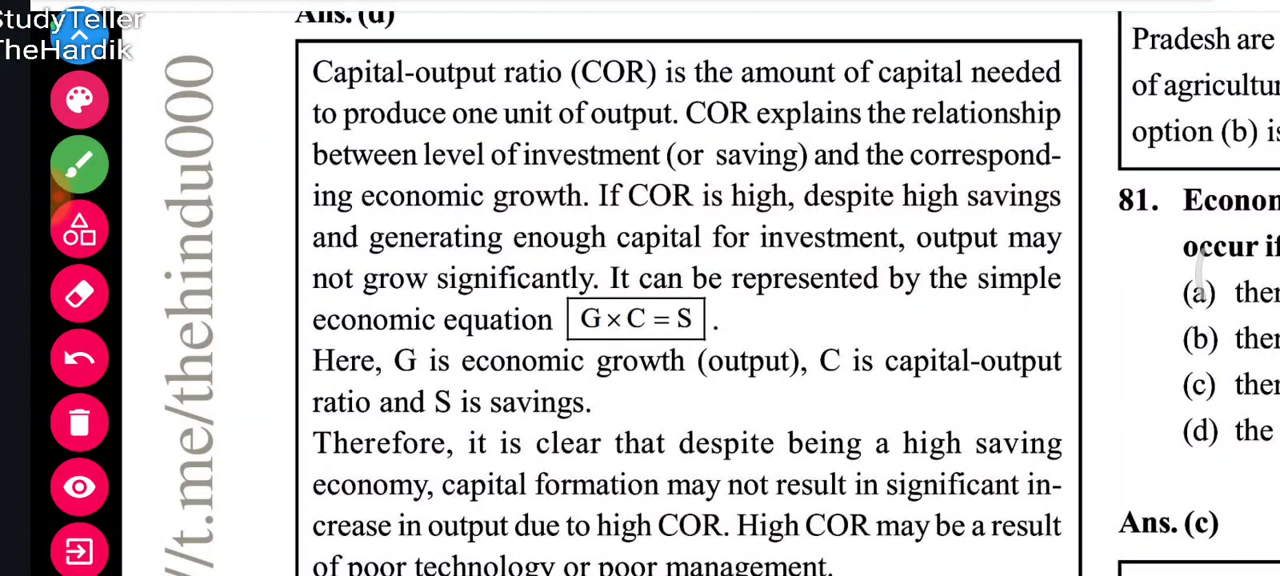 StudyTeller
TheHardik
//t.me/thehindu000
Ans. (d)
Capital-output ratio (COR) is the amount of capital needed
to produce one unit of output. COR explains the relationship
between level of investment (or saving) and the correspond-
ing economic growth. If COR is high, despite high savings
and generating enough capital for investment, output may
not grow significantly. It can be represented by the simple
economic equation G × C = S .
Here, G is economic growth (output), C is capital-output
ratio and S is savings.
Therefore, it is clear that despite being a high saving
economy, capital formation may not result in significant in-
crease in output due to high COR. High COR may be a result
of poor technology or poor management.
Pradesh are
of agricultur
option (b) is
81. Econom
occur if
(a) ther
(b) ther
(c) ther
(d) the
Ans. (c)